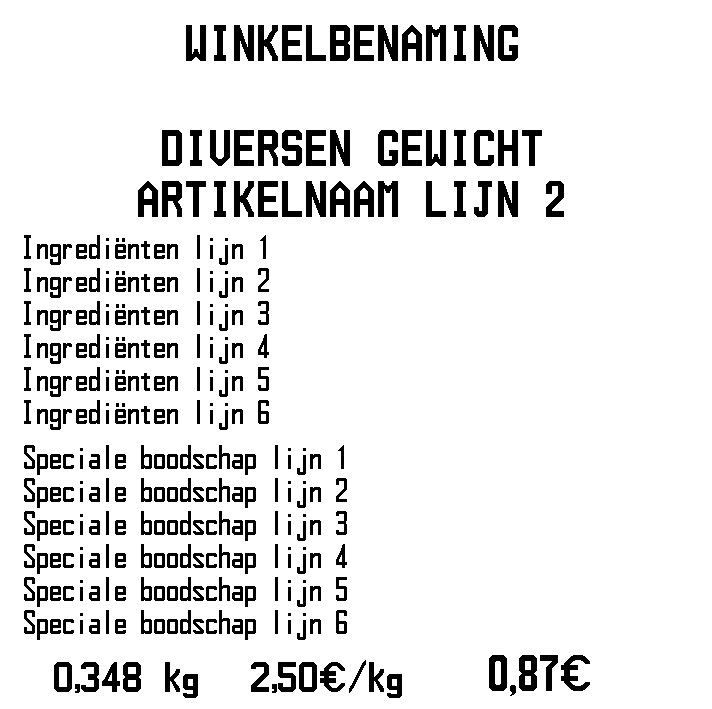 WINKELBENAMING
DIVERSEN GEWICHT
ARTIKELNAAM LIJN 2
Ingrediënten lijn 1
Ingrediënten lijn 2
Ingrediënten lijn 3
Ingrediënten lijn 4
Ingrediënten lijn 5
Ingrediënten lijn 6
Speciale boodschap lijn 1
Speciale boodschap lijn 2
Speciale boodschap lijn 3
Speciale boodschap lijn 4
Speciale boodschap lijn 5
Speciale boodschap lijn 6
0,348 kg 2,50€/kg 0,87€